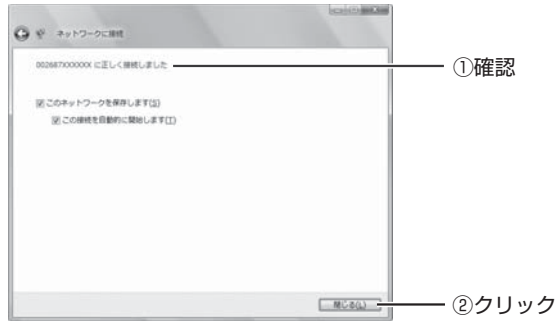 ネットワークに接続
002687XXXXXX に正しく接続しました
①確認
このネットワークを保存します(S)
この接続を自動的に開始します(T)
閉じる(L)
②クリック